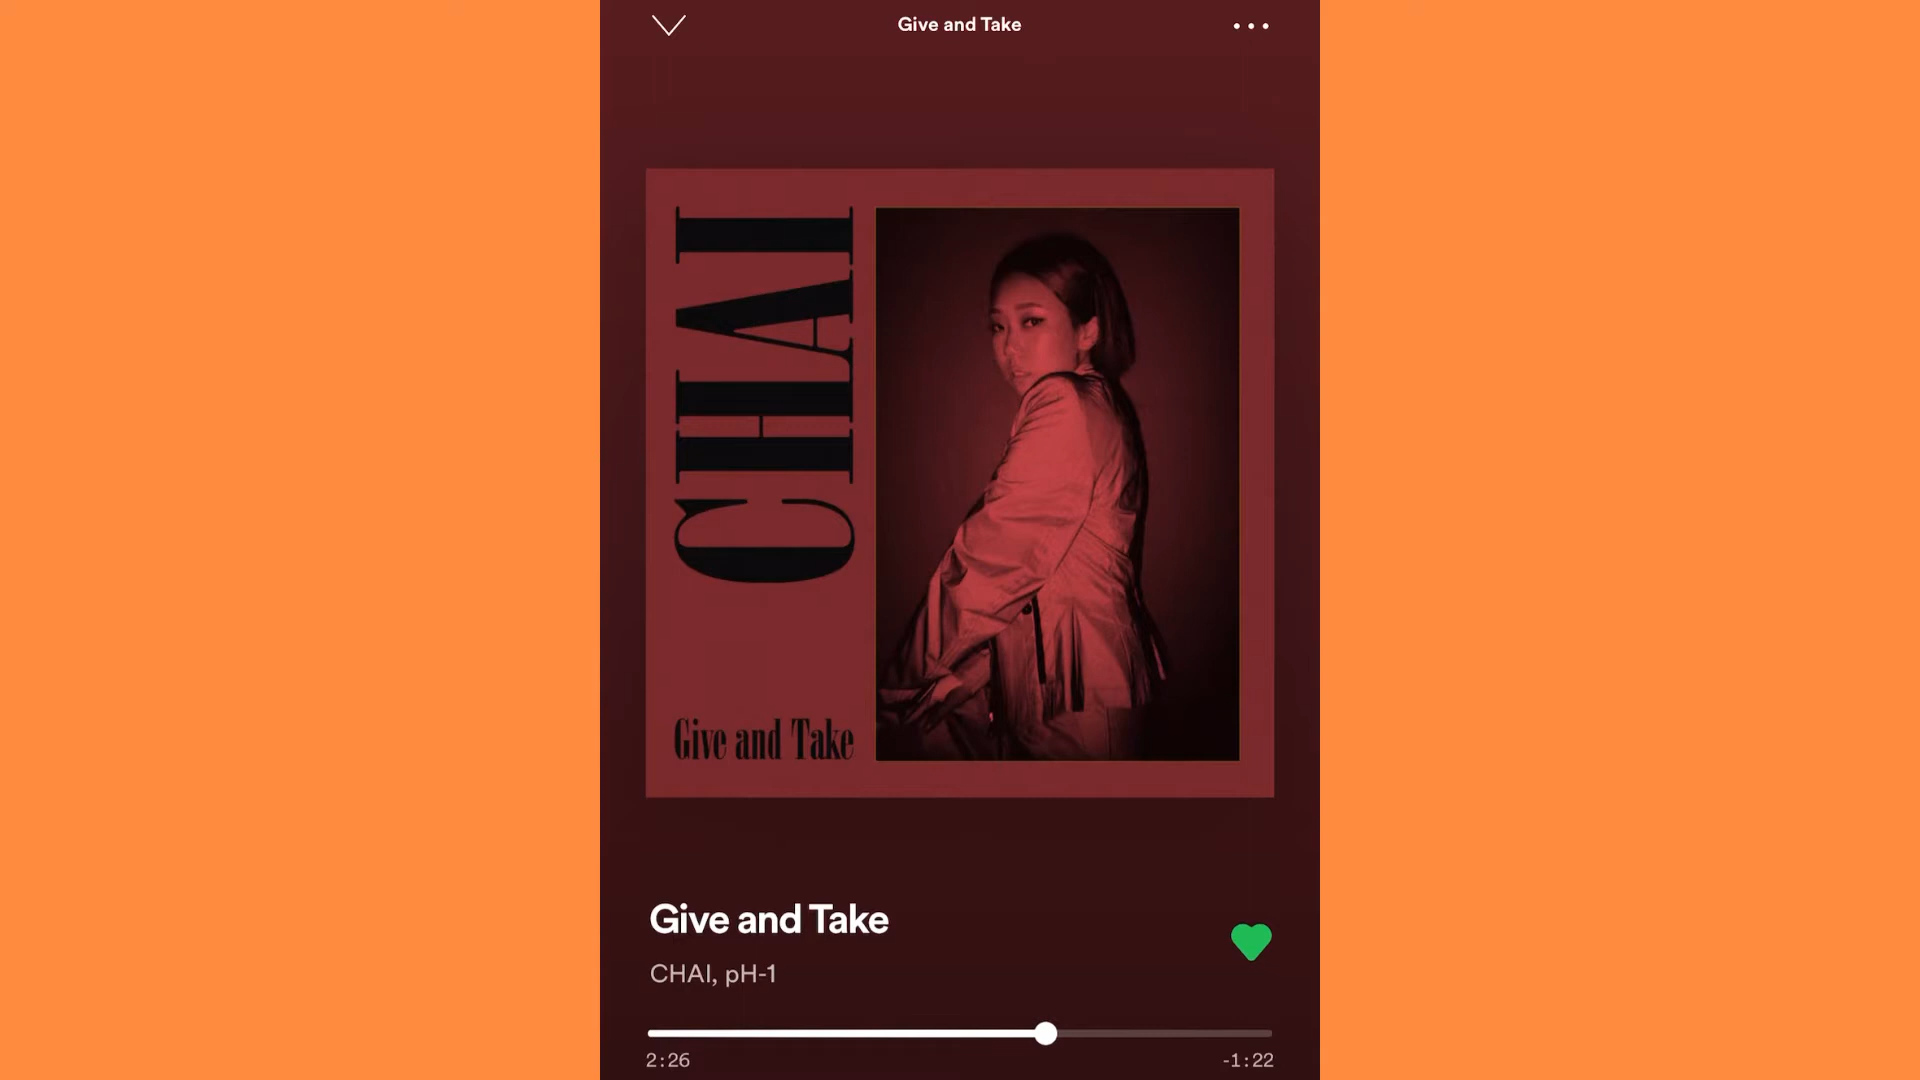 Give and Take
CHAI
Give and Take
Give and Take
CHAI, pH-1
2:26
-1:22